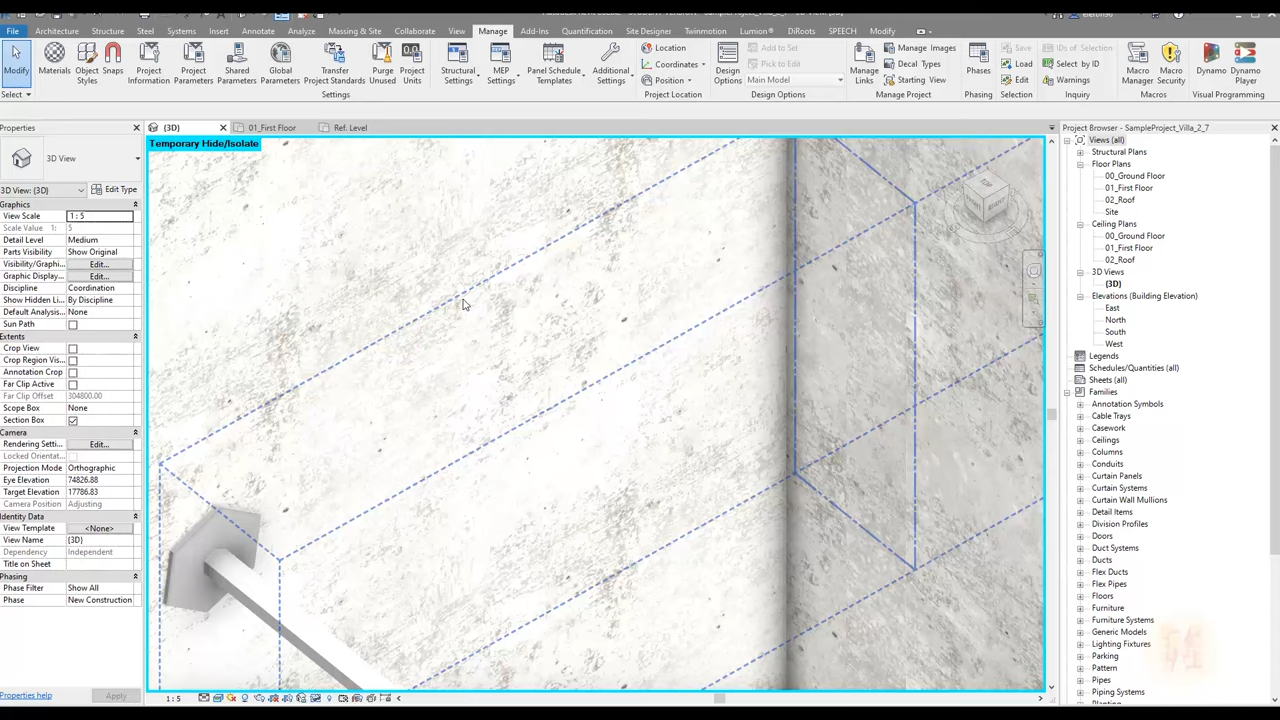 File Architecture Structure Steel Systems Insert Annotate Analyze Massing & Site Collaborate View Manage Add-Ins Quantification Site Designer Twinmotion Lumion® DiRoots SPEECH Modify
Modify
Materials
Object
Styles
Snaps
Project
Information
Project
Parameters
Shared
Parameters
Global
Parameters
Transfer
Project Standards
Purge
Unused
Project
Units
Structural
Settings
MEP
Settings
Panel Schedule
Templates
Additional
Settings
Location
Coordinates
Position
Design
Options
Add to Set
Pick to Edit
Main Model
Manage
Links
Manage Images
Decal Types
Starting View
Phases
Save
Load
Edit
IDs of Selection
Select by ID
Warnings
Macro
Manager
Macro
Security
Dynamo
Dynamo
Player
Select Settings Project Location Design Options Manage Project Phasing Selection Inquiry Macros Visual Programming
Properties
{3D} 01_First Floor Ref. Level
Project Browser - SampleProject_Villa_2_7
Temporary Hide/Isolate
3D View
3D View: {3D} Edit Type
Graphics
View Scale 1 : 5
Scale Value 1: 5
Detail Level Medium
Parts Visibility Show Original
Visibility/Graphi... Edit...
Graphic Display... Edit...
Discipline Coordination
Show Hidden Li... By Discipline
Default Analysis... None
Sun Path
Extents
Crop View
Crop Region Vis...
Annotation Crop
Far Clip Active
Far Clip Offset 304800.00
Scope Box None
Section Box
Camera
Rendering Setti... Edit...
Locked Orientat...
Projection Mode Orthographic
Eye Elevation 74826.88
Target Elevation 17786.83
Camera Position Adjusting
Identity Data
View Template <None>
View Name {3D}
Dependency Independent
Title on Sheet
Phasing
Phase Filter Show All
Phase New Construction
Properties help Apply
1 : 5
Views (all)
Structural Plans
Floor Plans
00_Ground Floor
01_First Floor
02_Roof
Site
Ceiling Plans
00_Ground Floor
01_First Floor
02_Roof
3D Views
{3D}
Elevations (Building Elevation)
East
North
South
West
Legends
Schedules/Quantities (all)
Sheets (all)
Families
Annotation Symbols
Cable Trays
Casework
Ceilings
Columns
Conduits
Curtain Panels
Curtain Systems
Curtain Wall Mullions
Detail Items
Division Profiles
Doors
Duct Systems
Ducts
Flex Ducts
Flex Pipes
Floors
Furniture
Furniture Systems
Generic Models
Lighting Fixtures
Parking
Pattern
Pipes
Piping Systems